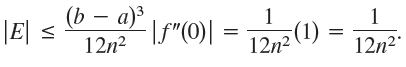 |E| ≤ (b − a)³/12n² |f″(0)| = 1/12n² (1) = 1/12n².